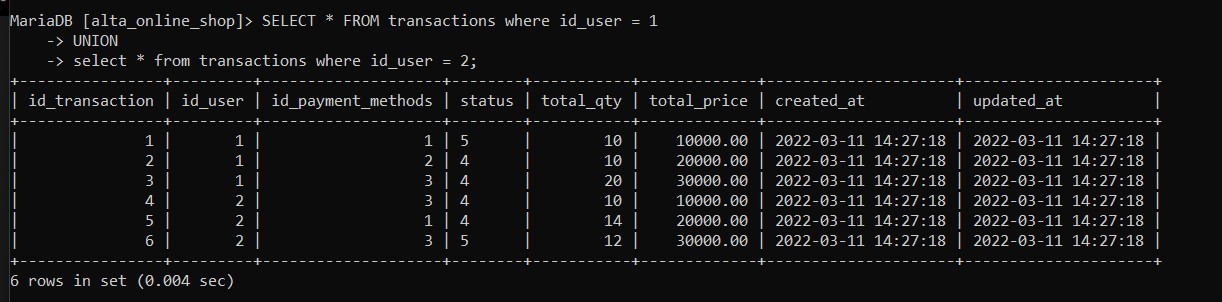 MariaDB [alta_online_shop]> SELECT * FROM transactions where id_user = 1
    -> UNION
    -> select * from transactions where id_user = 2;
+----------------+---------+--------------------+--------+-----------+-------------+---------------------+---------------------+
| id_transaction | id_user | id_payment_methods | status | total_qty | total_price | created_at          | updated_at          |
+----------------+---------+--------------------+--------+-----------+-------------+---------------------+---------------------+
|              1 |       1 |                  1 | 5      |        10 |    10000.00 | 2022-03-11 14:27:18 | 2022-03-11 14:27:18 |
|              2 |       1 |                  2 | 4      |        10 |    20000.00 | 2022-03-11 14:27:18 | 2022-03-11 14:27:18 |
|              3 |       1 |                  3 | 4      |        20 |    30000.00 | 2022-03-11 14:27:18 | 2022-03-11 14:27:18 |
|              4 |       2 |                  3 | 4      |        10 |    10000.00 | 2022-03-11 14:27:18 | 2022-03-11 14:27:18 |
|              5 |       2 |                  1 | 4      |        14 |    20000.00 | 2022-03-11 14:27:18 | 2022-03-11 14:27:18 |
|              6 |       2 |                  3 | 5      |        12 |    30000.00 | 2022-03-11 14:27:18 | 2022-03-11 14:27:18 |
+----------------+---------+--------------------+--------+-----------+-------------+---------------------+---------------------+
6 rows in set (0.004 sec)